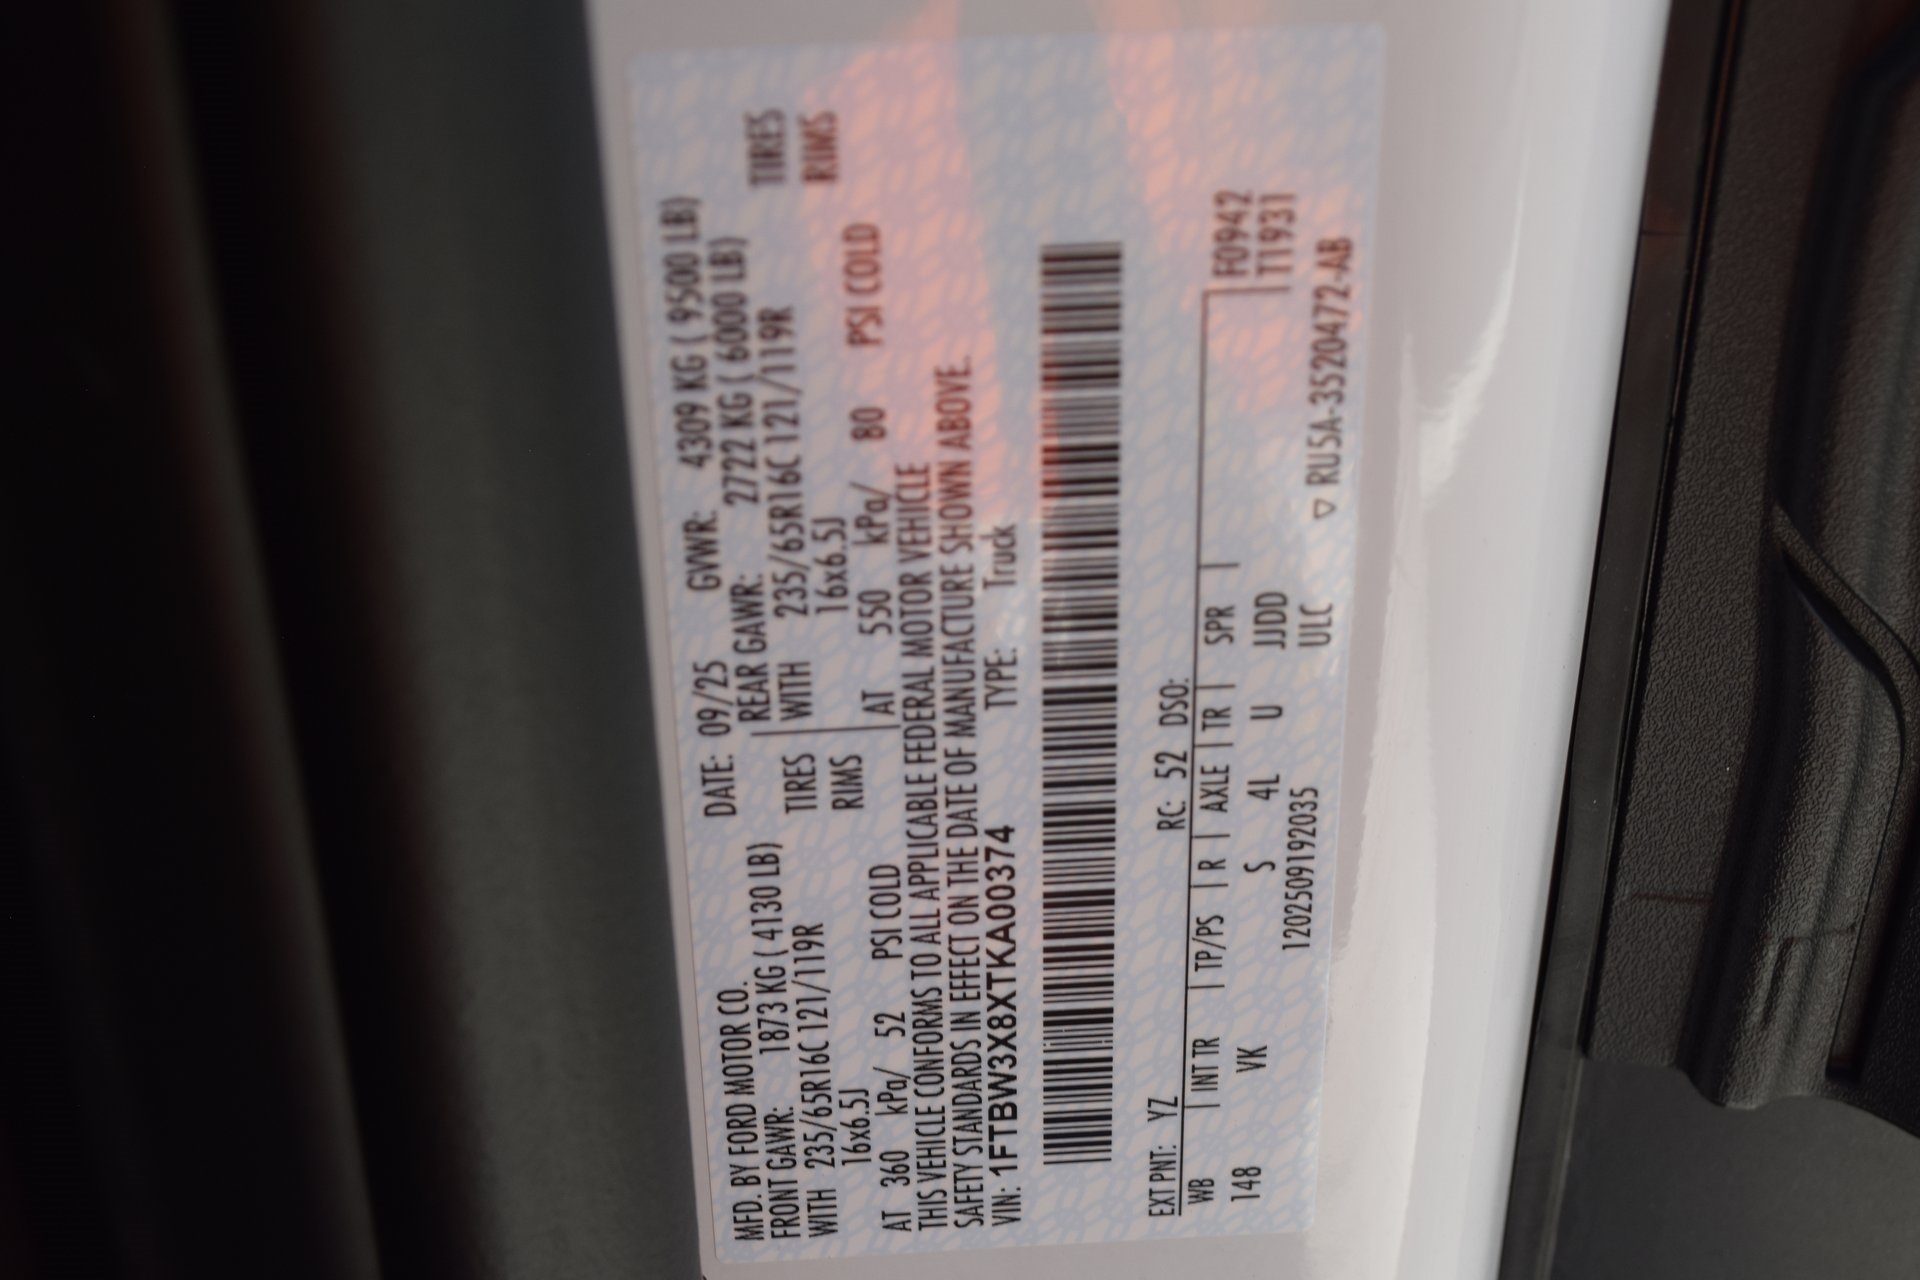 MFD. BY FORD MOTOR CO. DATE: 09/25 GVWR: 4309 KG ( 9500 LB)
FRONT GAWR: 1873 KG ( 4130 LB) REAR GAWR: 2722 KG ( 6000 LB)
WITH 235/65R16C 121/119R TIRES WITH 235/65R16C 121/119R TIRES
16x6.5J RIMS 16x6.5J RIMS
AT 360 kPa/ 52 PSI COLD AT 550 kPa/ 80 PSI COLD
THIS VEHICLE CONFORMS TO ALL APPLICABLE FEDERAL MOTOR VEHICLE
SAFETY STANDARDS IN EFFECT ON THE DATE OF MANUFACTURE SHOWN ABOVE.
VIN: 1FTBW3X8XTKA00374 TYPE: Truck
EXT PNT: YZ RC: 52 DSO:
WB | INT TR | TP/PS | R | AXLE | TR | SPR | F0942
148 VK S 4L U JJDD T1931
120250919203​5 ULC ▽ RU5A-3520472-AB